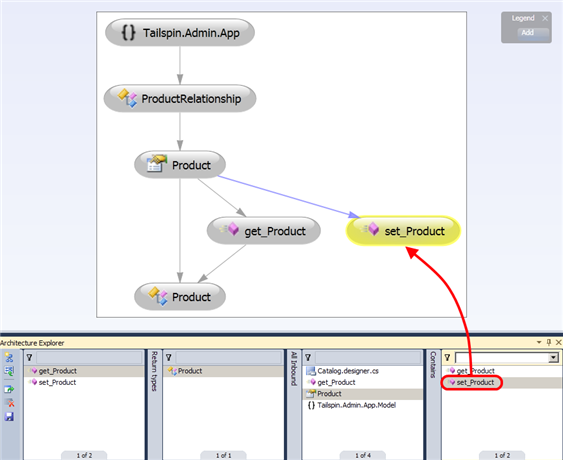 Legend
Add
{} Tailspin.Admin.App
ProductRelationship
Product
get_Product
set_Product
Product
Architecture Explorer
get_Product
set_Product
1 of 2
Return types
Product
1 of 1
All Inbound
Catalog.designer.cs
get_Product
Product
{} Tailspin.Admin.App.Model
1 of 4
Contains
get_Product
set_Product
1 of 2